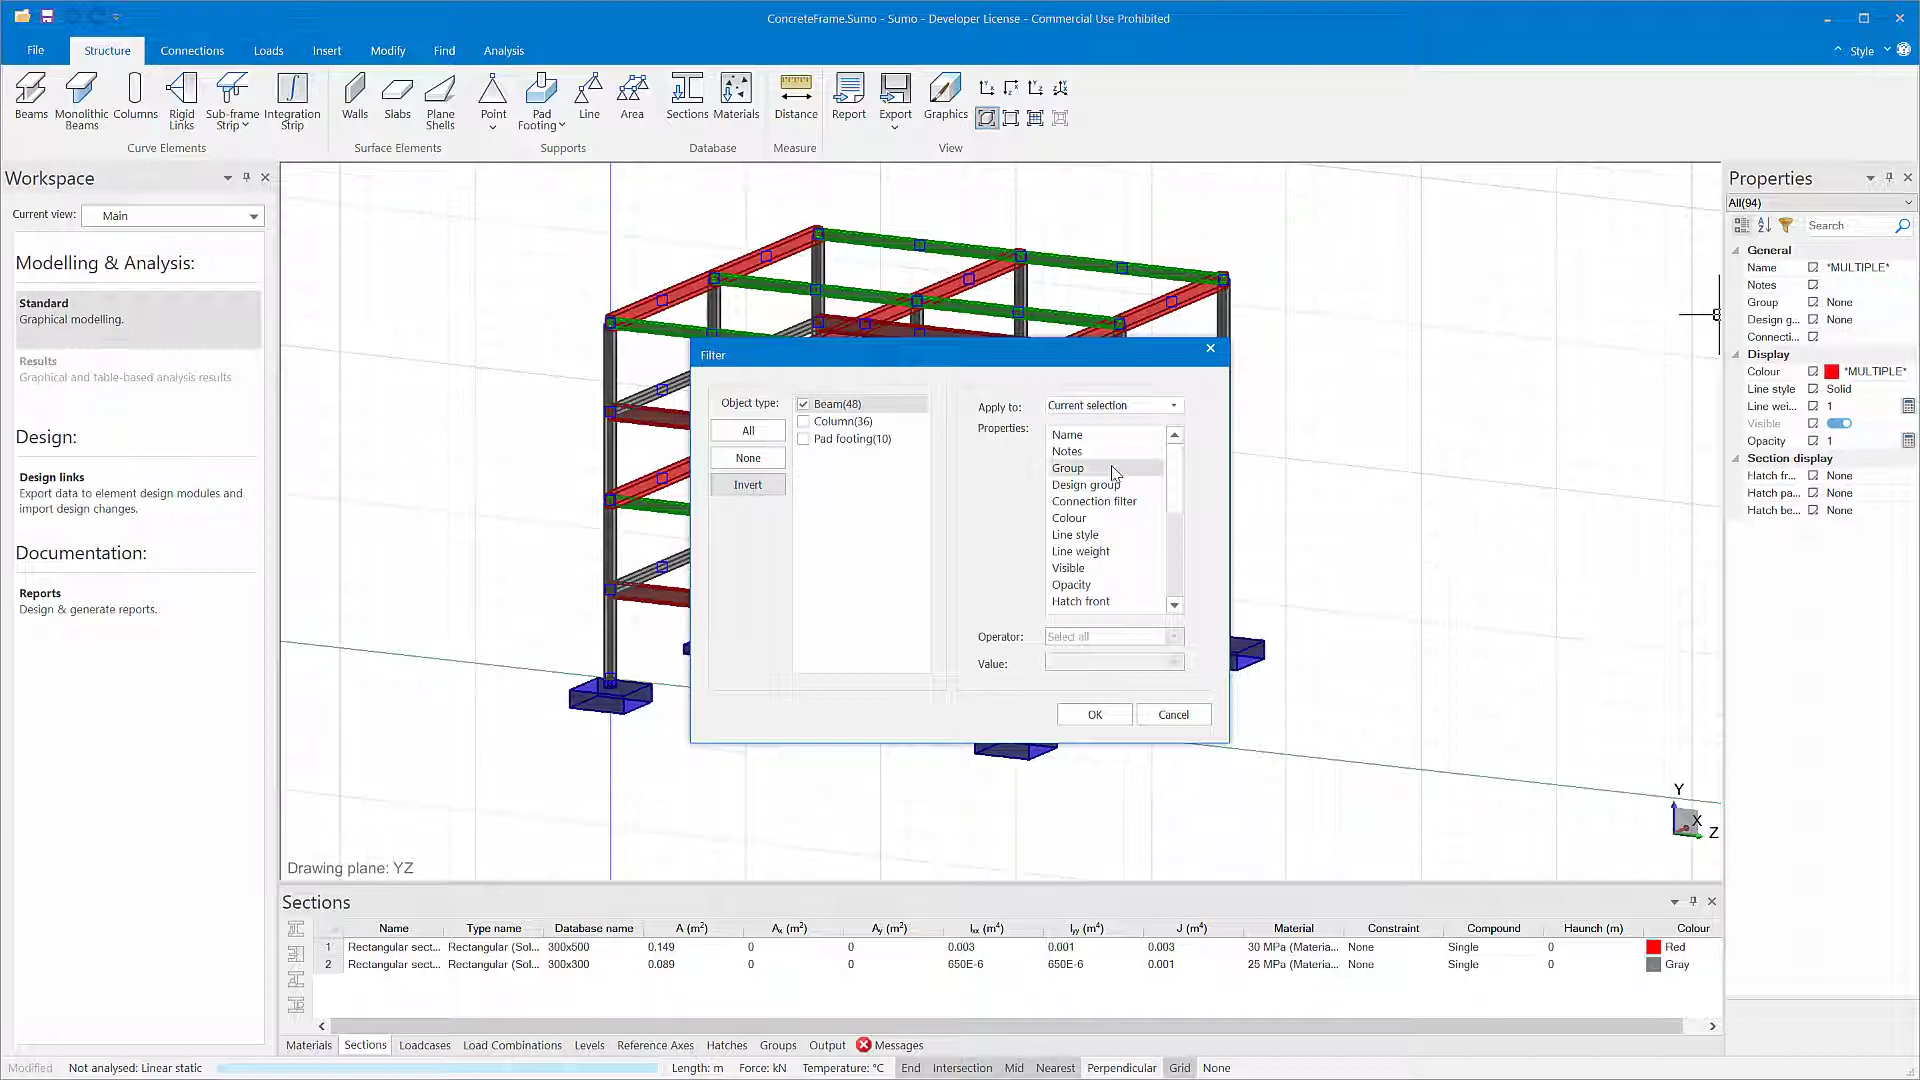 ConcreteFrame.Sumo - Sumo - Developer License - Commercial Use Prohibited
File Structure Connections Loads Insert Modify Find Analysis Style
Beams Monolithic Beams Columns Rigid Links Sub-frame Strip Integration Strip
Walls Slabs Plane Shells
Point Pad Footing Line Area
Sections Materials
Distance
Report Export Graphics
Curve Elements Surface Elements Supports Database Measure View
Workspace
Current view: Main
Modelling & Analysis:
Standard
Graphical modelling.
Results
Graphical and table-based analysis results
Design:
Design links
Export data to element design modules and
import design changes.
Documentation:
Reports
Design & generate reports.
Filter
Object type:
All
None
Invert
Beam(48)
Column(36)
Pad footing(10)
Apply to: Current selection
Properties:
Name
Notes
Group
Design group
Connection filter
Colour
Line style
Line weight
Visible
Opacity
Hatch front
Operator: Select all
Value:
OK Cancel
Y
X
Z
Drawing plane: YZ
Properties
All(94)
Search
General
Name *MULTIPLE*
Notes
Group None
Design g... None
Connecti...
Display
Colour *MULTIPLE*
Line style Solid
Line wei... 1
Visible
Opacity 1
Section display
Hatch fr... None
Hatch pa... None
Hatch be... None
Sections
Name Type name Database name A (m²) Aₓ (m²) Aᵧ (m²) Iₓₓ (m⁴) Iᵧᵧ (m⁴) J (m⁴) Material Constraint Compound Haunch (m) Colour
1 Rectangular sect... Rectangular (Sol... 300x500 0.149 0 0 0.003 0.001 0.003 30 MPa (Materia... None Single 0 Red
2 Rectangular sect... Rectangular (Sol... 300x300 0.089 0 0 650E-6 650E-6 0.001 25 MPa (Materia... None Single 0 Gray
Materials Sections Loadcases Load Combinations Levels Reference Axes Hatches Groups Output Messages
Modified Not analysed: Linear static Length: m Force: kN Temperature: °C End Intersection Mid Nearest Perpendicular Grid None